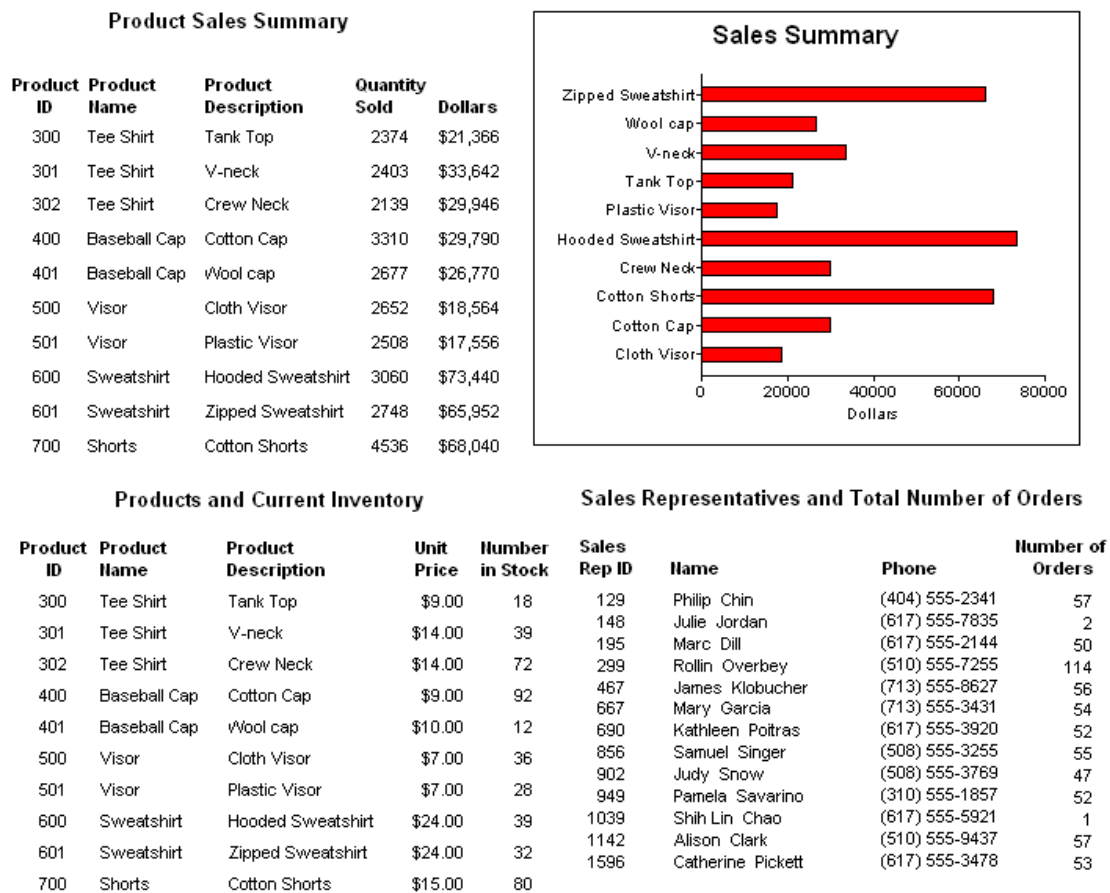 Product Sales Summary
Product ID Product Name Product Description Quantity Sold Dollars
300 Tee Shirt Tank Top 2374 $21,366
301 Tee Shirt V-neck 2403 $33,642
302 Tee Shirt Crew Neck 2139 $29,946
400 Baseball Cap Cotton Cap 3310 $29,790
401 Baseball Cap Wool cap 2677 $26,770
500 Visor Cloth Visor 2652 $18,564
501 Visor Plastic Visor 2508 $17,556
600 Sweatshirt Hooded Sweatshirt 3060 $73,440
601 Sweatshirt Zipped Sweatshirt 2748 $65,952
700 Shorts Cotton Shorts 4536 $68,040
Sales Summary
Zipped Sweatshirt
Wool cap
V-neck
Tank Top
Plastic Visor
Hooded Sweatshirt
Crew Neck
Cotton Shorts
Cotton Cap
Cloth Visor
0 20000 40000 60000 80000
Dollars
Products and Current Inventory
Product ID Product Name Product Description Unit Price Number in Stock
300 Tee Shirt Tank Top $9.00 18
301 Tee Shirt V-neck $14.00 39
302 Tee Shirt Crew Neck $14.00 72
400 Baseball Cap Cotton Cap $9.00 92
401 Baseball Cap Wool cap $10.00 12
500 Visor Cloth Visor $7.00 36
501 Visor Plastic Visor $7.00 28
600 Sweatshirt Hooded Sweatshirt $24.00 39
601 Sweatshirt Zipped Sweatshirt $24.00 32
700 Shorts Cotton Shorts $15.00 80
Sales Representatives and Total Number of Orders
Sales Rep ID Name Phone Number of Orders
129 Philip Chin (404) 555-2341 57
148 Julie Jordan (617) 555-7835 2
195 Marc Dill (617) 555-2144 50
299 Rollin Overbey (510) 555-7255 114
467 James Klobucher (713) 555-8627 56
667 Mary Garcia (713) 555-3431 54
690 Kathleen Poitras (617) 555-3920 52
856 Samuel Singer (508) 555-3255 55
902 Judy Snow (508) 555-3769 47
949 Pamela Savarino (310) 555-1857 52
1039 Shih Lin Chao (617) 555-5921 1
1142 Alison Clark (510) 555-9437 57
1596 Catherine Pickett (617) 555-3478 53